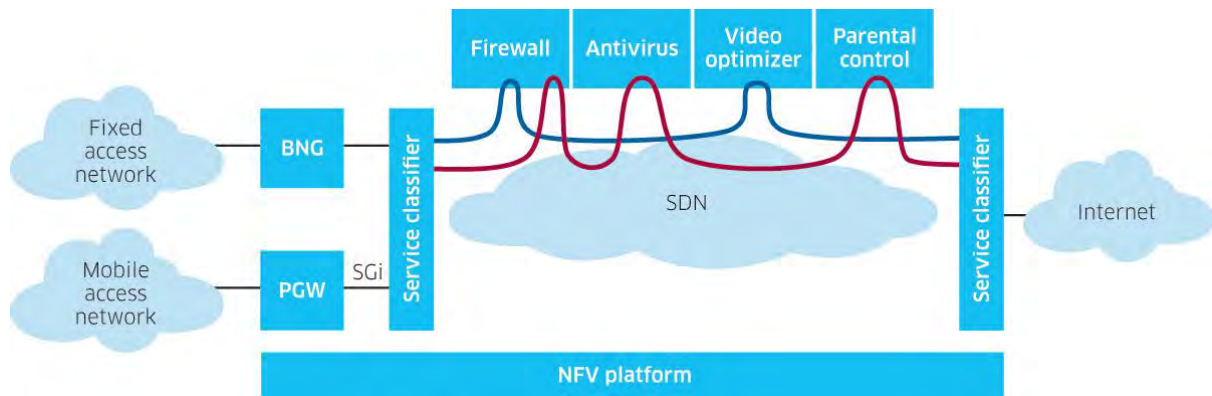 Firewall
Antivirus
Video
optimizer
Parental
control
Fixed
access
network
BNG
Service classifier
SDN
Service classifier
Internet
Mobile
access
network
PGW
SGi
NFV platform